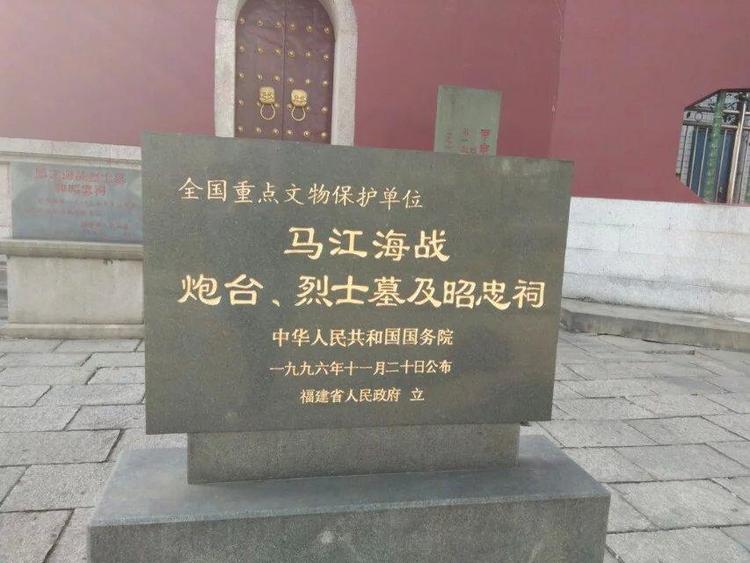 全国重点文物保护单位
马江海战
炮台、烈士墓及昭忠祠
中华人民共和国国务院
一九九六年十一月二十日公布
福建省人民政府 立